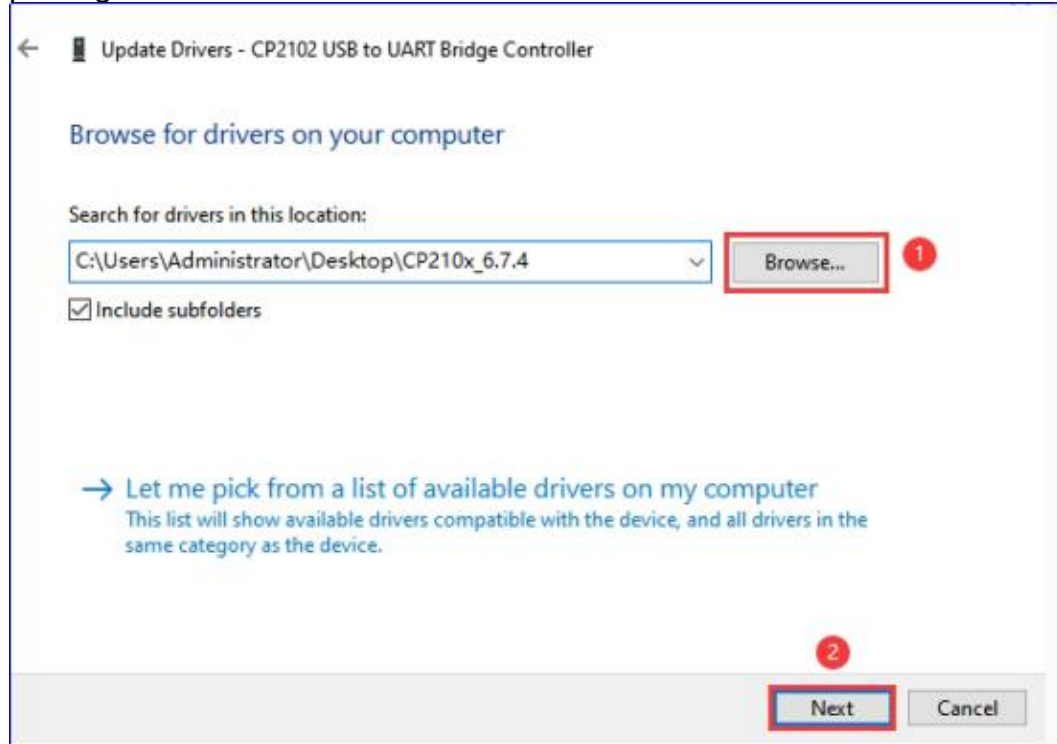 ← Update Drivers - CP2102 USB to UART Bridge Controller
Browse for drivers on your computer
Search for drivers in this location:
C:\Users\Administrator\Desktop\CP210x_6.7.4
Browse...
1
Include subfolders
→ Let me pick from a list of available drivers on my computer
This list will show available drivers compatible with the device, and all drivers in the
same category as the device.
2
Next
Cancel